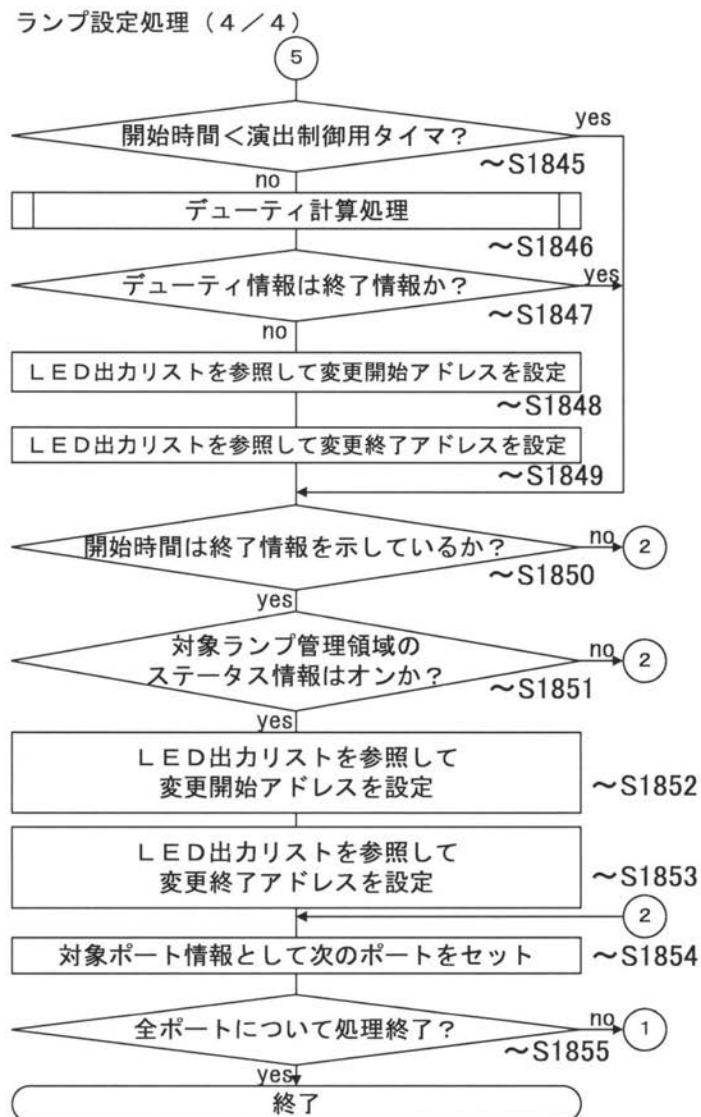 ランプ設定処理（４／４）
５
開始時間＜演出制御用タイマ？
yes
～S1845
no
デューティ計算処理
～S1846
デューティ情報は終了情報か？
yes
～S1847
no
ＬＥＤ出力リストを参照して変更開始アドレスを設定
～S1848
ＬＥＤ出力リストを参照して変更終了アドレスを設定
～S1849
開始時間は終了情報を示しているか？
no
２
～S1850
yes
対象ランプ管理領域の
ステータス情報はオンか？
no
２
～S1851
yes
ＬＥＤ出力リストを参照して
変更開始アドレスを設定
～S1852
ＬＥＤ出力リストを参照して
変更終了アドレスを設定
～S1853
２
対象ポート情報として次のポートをセット
～S1854
全ポートについて処理終了？
no
１
～S1855
yes
終了